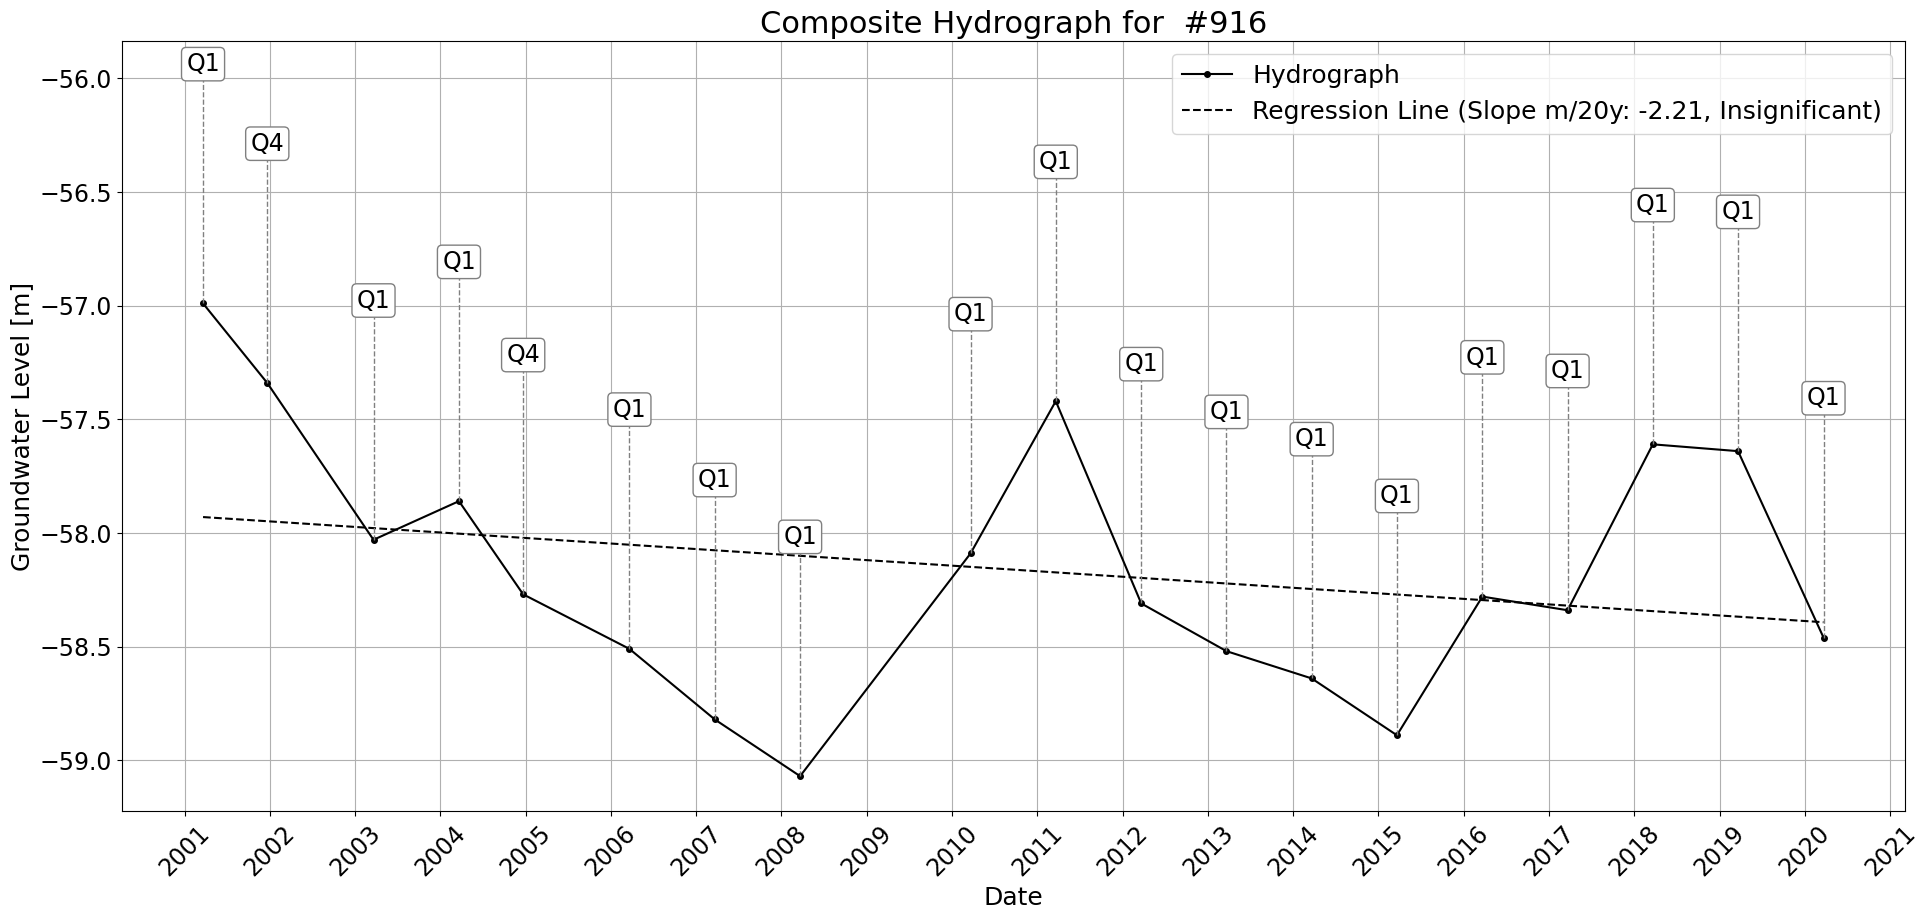 Composite Hydrograph for  #916
Hydrograph
Regression Line (Slope m/20y: -2.21, Insignificant)
Groundwater Level [m]
−56.0
−56.5
−57.0
−57.5
−58.0
−58.5
−59.0
Q1
Q4
Q1
Q1
Q4
Q1
Q1
Q1
Q1
Q1
Q1
Q1
Q1
Q1
Q1
Q1
Q1
Q1
Q1
2001
2002
2003
2004
2005
2006
2007
2008
2009
2010
2011
2012
2013
2014
2015
2016
2017
2018
2019
2020
2021
Date